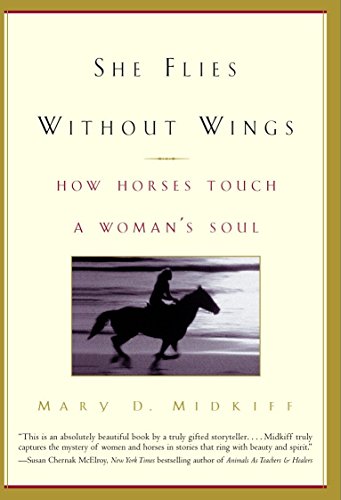 SHE FLIES
WITHOUT WINGS
HOW HORSES TOUCH
A WOMAN'S SOUL
MARY D. MIDKIFF
"This is an absolutely beautiful book by a truly gifted storyteller. . . . Midkiff truly
captures the mystery of women and horses in stories that ring with beauty and spirit."
—Susan Chernak McElroy, New York Times bestselling author of Animals As Teachers & Healers